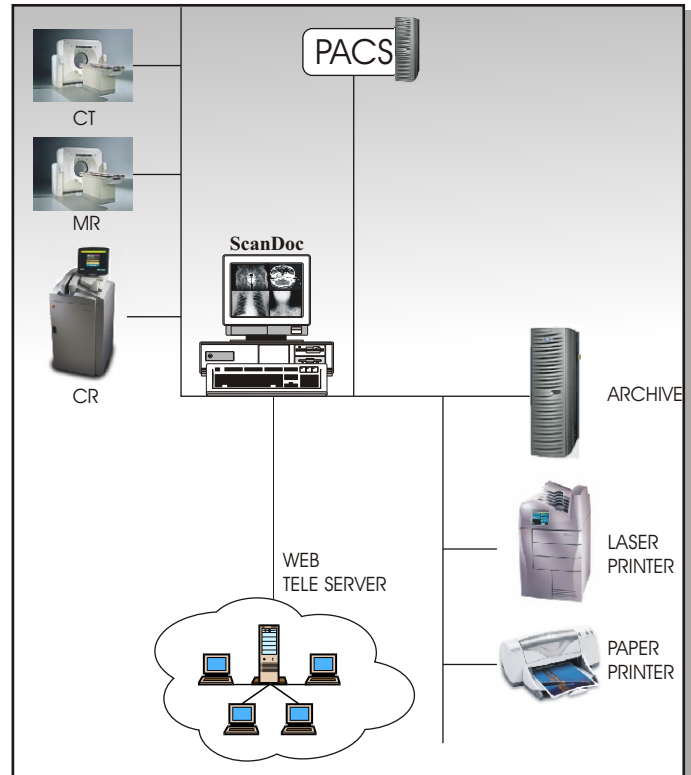 PACS
CT
MR
ScanDoc
CR
ARCHIVE
WEB
TELE SERVER
LASER
PRINTER
PAPER
PRINTER